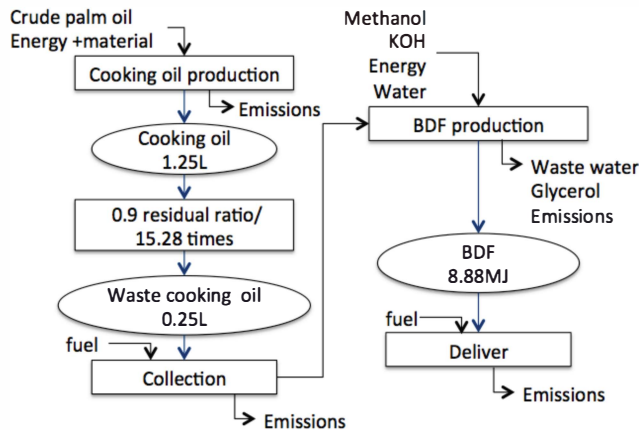 Crude palm oil
Energy +material
Cooking oil production
Emissions
Cooking oil
1.25L
0.9 residual ratio/
15.28 times
Waste cooking oil
0.25L
fuel
Collection
Emissions
Methanol
KOH
Energy
Water
BDF production
Waste water
Glycerol
Emissions
BDF
8.88MJ
fuel
Deliver
Emissions